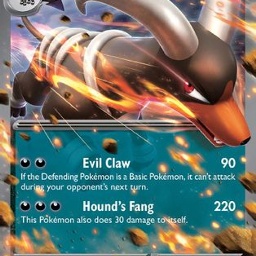 Evil Claw 90
If the Defending Pokémon is a Basic Pokémon, it can't attack
during your opponent's next turn.
Hound's Fang 220
This Pokémon also does 30 damage to itself.